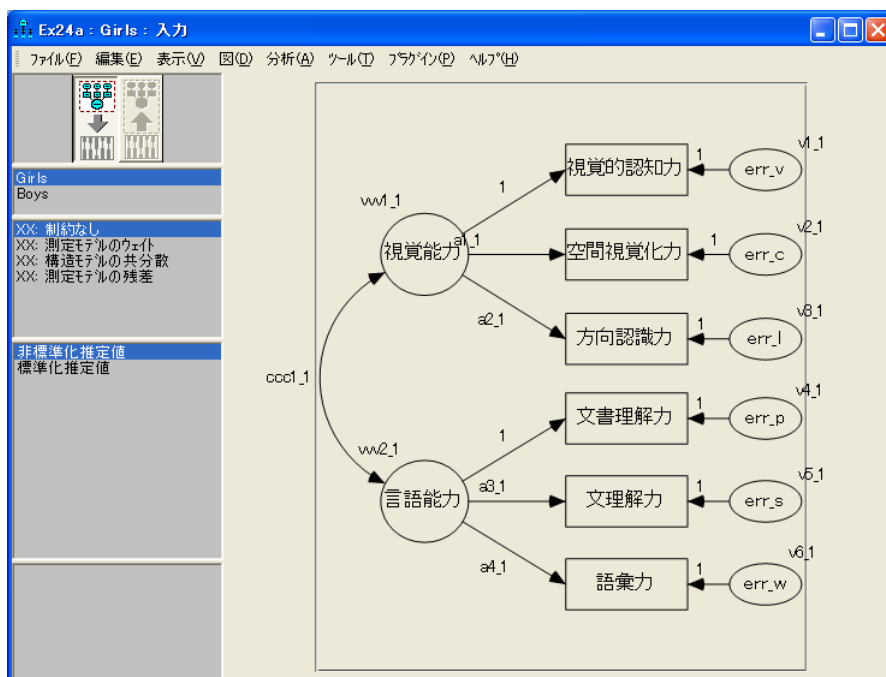 Ex24a : Girls : 入力
ファイル(F) 編集(E) 表示(V) 図(D) 分析(A) ツール(T) プラグイン(P) ヘルプ(H)
Girls
Boys
XX: 制約なし
XX: 測定モデルのウェイト
XX: 構造モデルの共分散
XX: 測定モデルの残差
非標準化推定値
標準化推定値
v1_1
視覚的認知力
1
err_v
1
vvv1_1
v2_1
視覚能力
a1_1
空間視覚化力
1
err_c
a2_1
v3_1
方向認識力
1
err_l
ccc1_1
v4_1
文書理解力
1
err_p
1
vvv2_1
v5_1
言語能力
a3_1
文理解力
1
err_s
a4_1
v6_1
語彙力
1
err_w